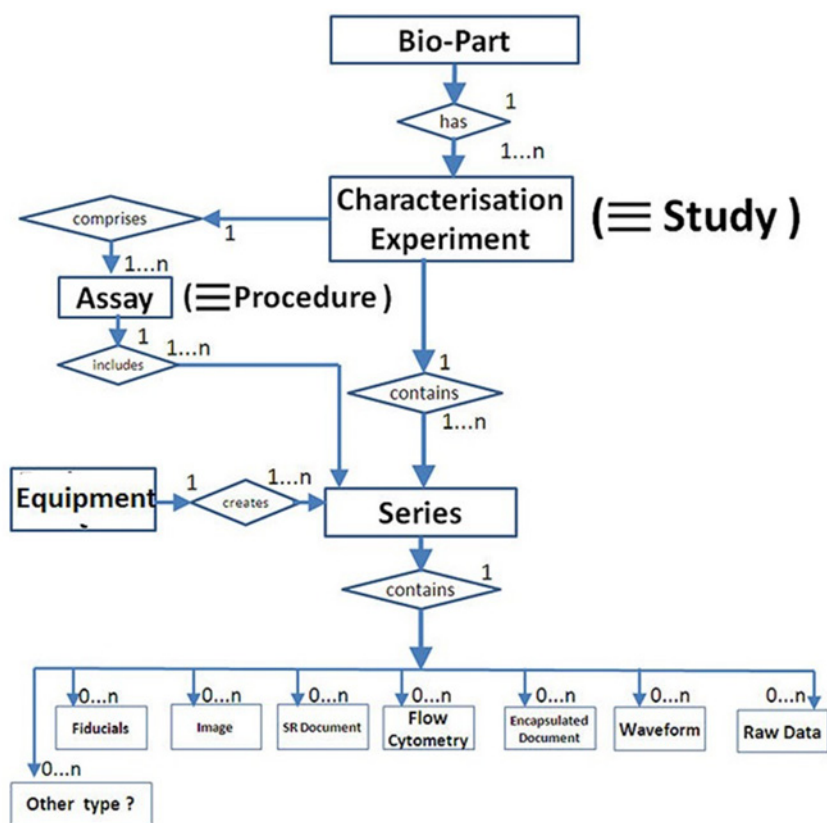 Bio-Part
1
has
1...n
Characterisation
Experiment
(≡ Study )
comprises
1
1...n
Assay
(≡Procedure )
1
includes
1...n
1
contains
1...n
Equipment
1
creates
1...n
Series
contains
1
0...n
0...n
0...n
0...n
0...n
0...n
0...n
Fiducials
Image
SR Document
Flow
Cytometry
Encapsulated
Document
Waveform
Raw Data
0...n
Other type ?